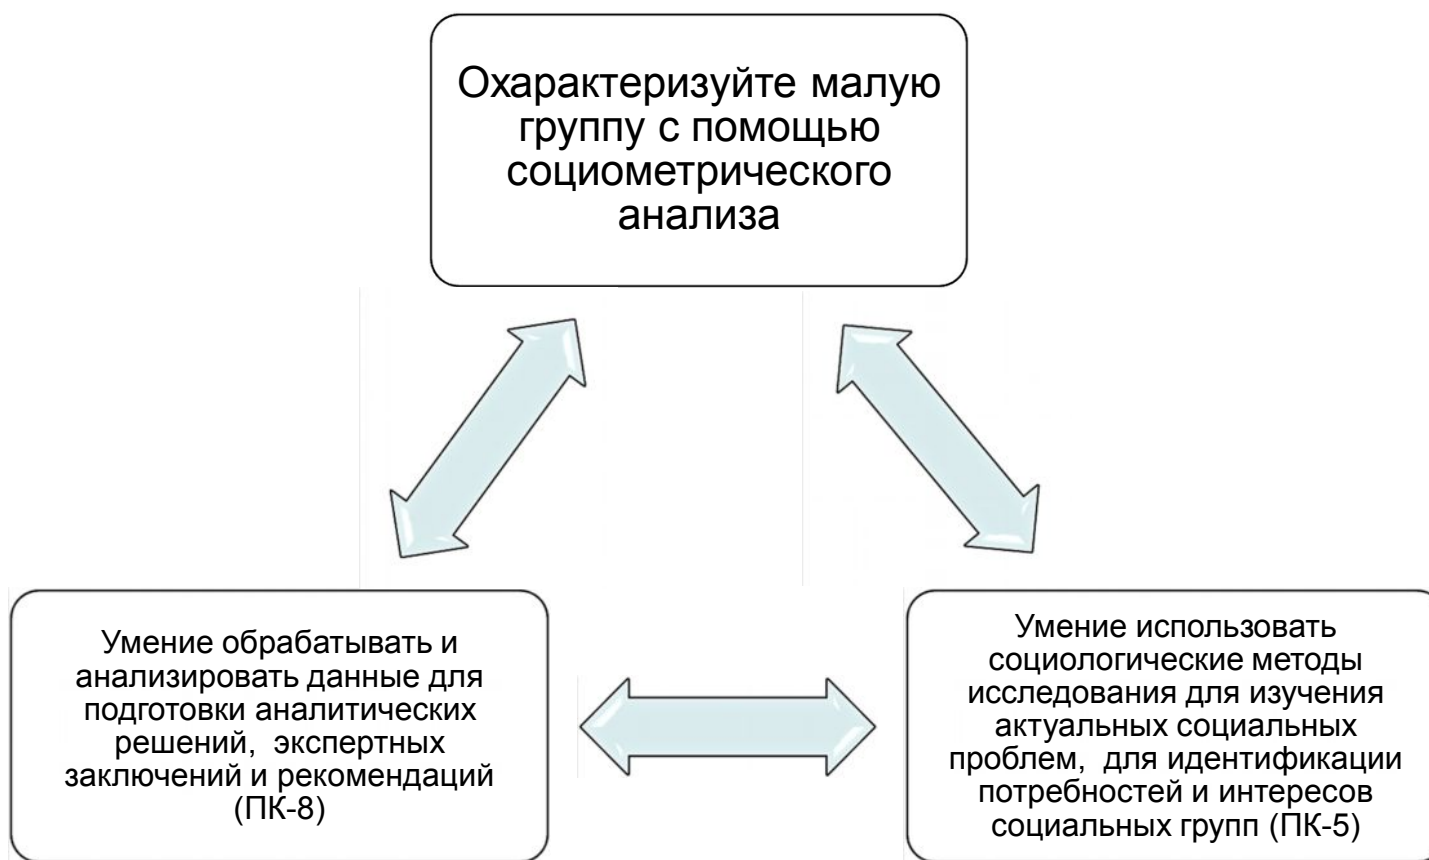 Охарактеризуйте малую
группу с помощью
социометрического
анализа
Умение обрабатывать и
анализировать данные для
подготовки аналитических
решений, экспертных
заключений и рекомендаций
(ПК-8)
Умение использовать
социологические методы
исследования для изучения
актуальных социальных
проблем, для идентификации
потребностей и интересов
социальных групп (ПК-5)